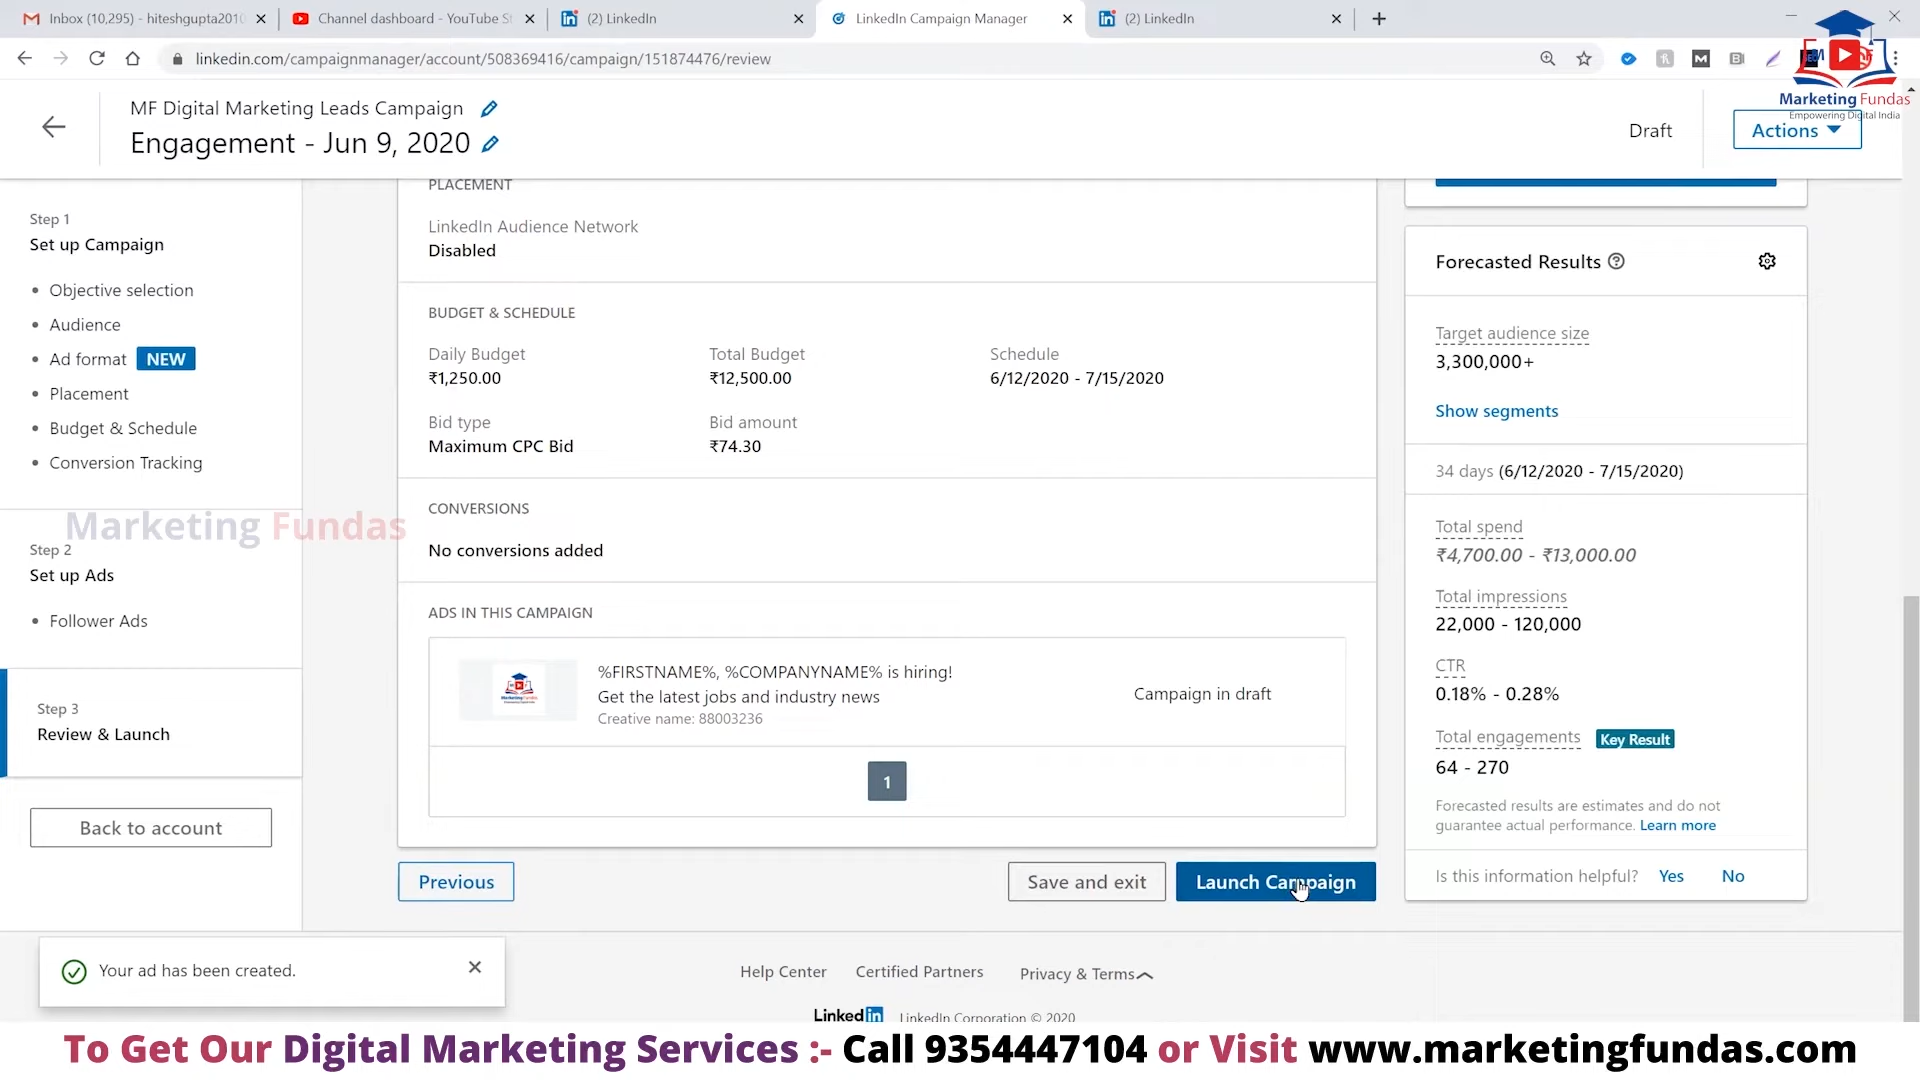 Inbox (10,295) - hiteshgupta2010
Channel dashboard - YouTube St
(2) LinkedIn
LinkedIn Campaign Manager
(2) LinkedIn
linkedin.com/campaignmanager/account/508369416/campaign/151874476/review
Marketing Fundas
Empowering Digital India
MF Digital Marketing Leads Campaign
Engagement - Jun 9, 2020
Draft
Actions
Step 1
Set up Campaign
• Objective selection
• Audience
• Ad format NEW
• Placement
• Budget & Schedule
• Conversion Tracking
Marketing Fundas
Step 2
Set up Ads
• Follower Ads
Step 3
Review & Launch
Back to account
PLACEMENT
LinkedIn Audience Network
Disabled
BUDGET & SCHEDULE
Daily Budget Total Budget Schedule
₹1,250.00 ₹12,500.00 6/12/2020 - 7/15/2020
Bid type Bid amount
Maximum CPC Bid ₹74.30
CONVERSIONS
No conversions added
ADS IN THIS CAMPAIGN
%FIRSTNAME%, %COMPANYNAME% is hiring!
Get the latest jobs and industry news
Creative name: 88003236
Campaign in draft
1
Previous
Save and exit
Launch Campaign
Forecasted Results
Target audience size
3,300,000+
Show segments
34 days (6/12/2020 - 7/15/2020)
Total spend
₹4,700.00 - ₹13,000.00
Total impressions
22,000 - 120,000
CTR
0.18% - 0.28%
Total engagements Key Result
64 - 270
Forecasted results are estimates and do not
guarantee actual performance. Learn more
Is this information helpful? Yes No
Your ad has been created.
Help Center Certified Partners Privacy & Terms
LinkedIn LinkedIn Corporation © 2020
To Get Our Digital Marketing Services :- Call 9354447104 or Visit www.marketingfundas.com